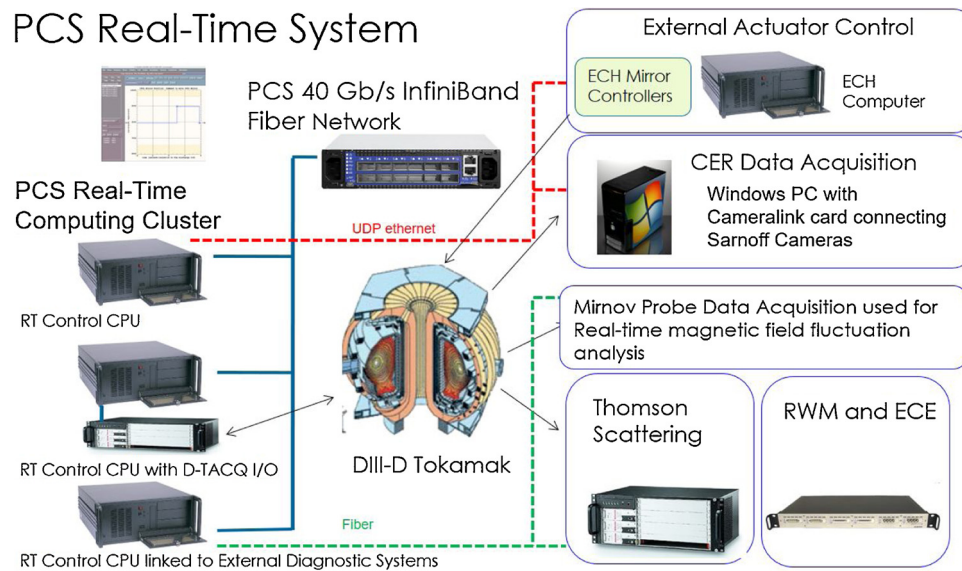 PCS Real-Time System
External Actuator Control
ECH Mirror
Controllers
ECH
Computer
PCS 40 Gb/s InfiniBand
Fiber Network
CER Data Acquisition
Windows PC with
Cameralink card connecting
Sarnoff Cameras
PCS Real-Time
Computing Cluster
UDP ethernet
RT Control CPU
Mirnov Probe Data Acquisition used for
Real-time magnetic field fluctuation
analysis
Thomson
Scattering
RWM and ECE
DIII-D Tokamak
RT Control CPU with D-TACQ I/O
Fiber
RT Control CPU linked to External Diagnostic Systems